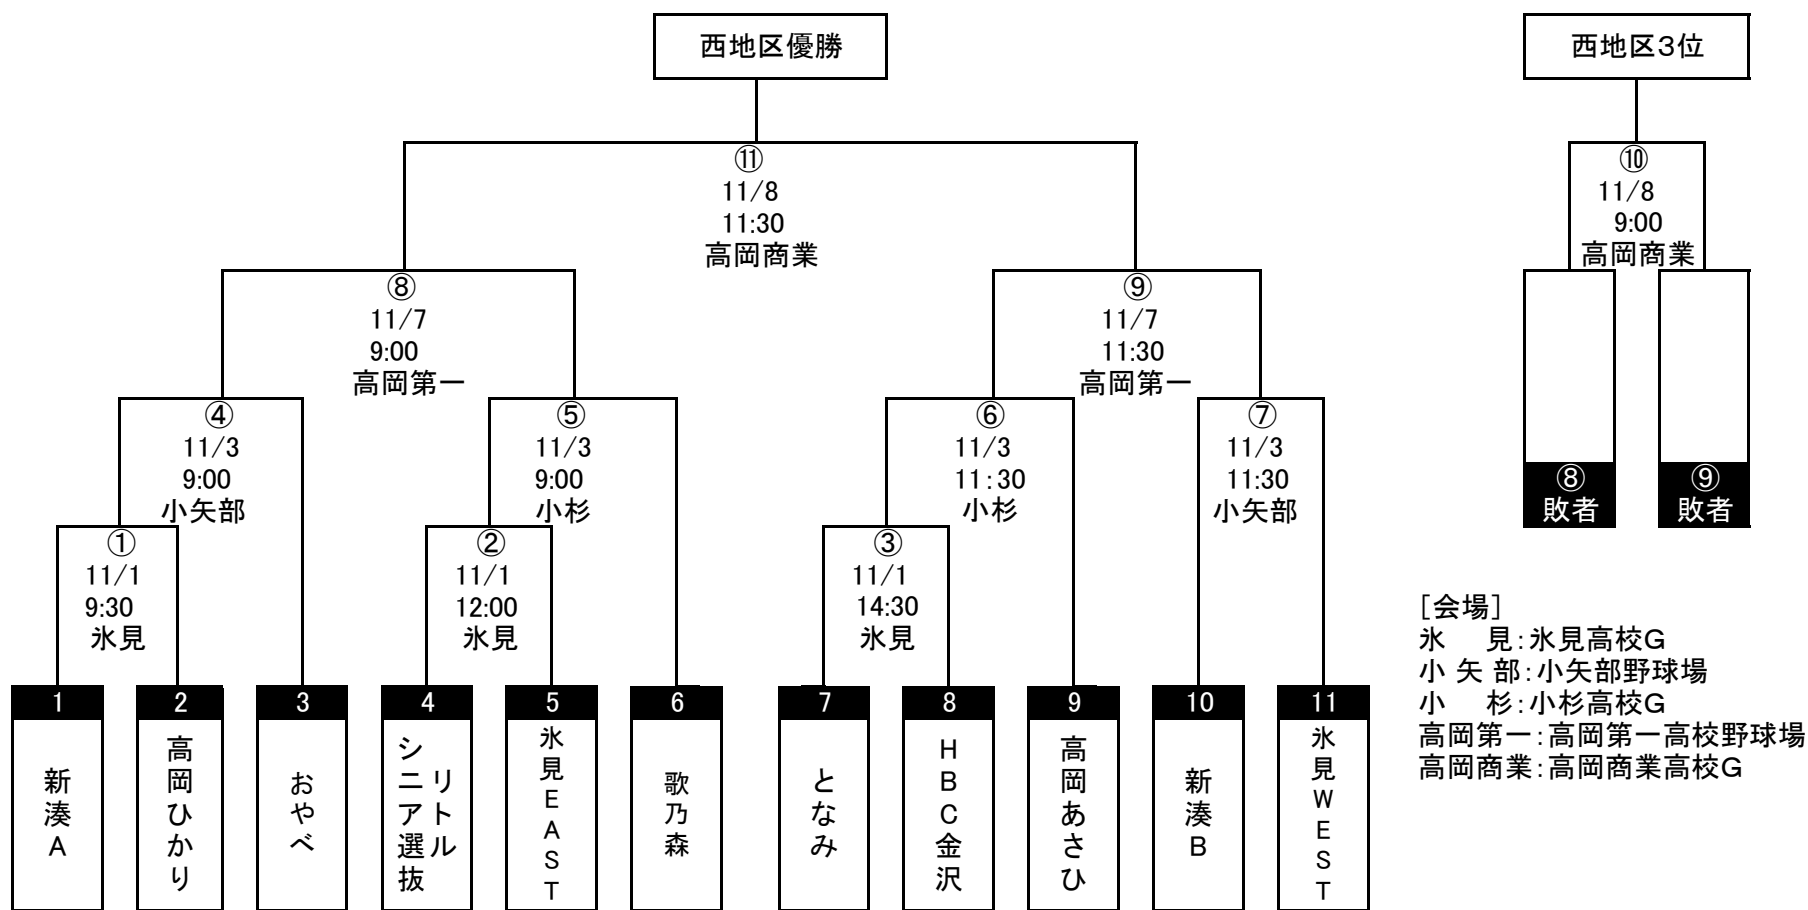 西地区優勝
西地区3位
⑪
11/8
11:30
高岡商業
⑩
11/8
9:00
高岡商業
⑧
11/7
9:00
高岡第一
⑨
11/7
11:30
高岡第一
④
11/3
9:00
小矢部
⑤
11/3
9:00
小杉
⑥
11/3
11:30
小杉
⑦
11/3
11:30
小矢部
⑧
敗者
⑨
敗者
①
11/1
9:30
氷見
②
11/1
12:00
氷見
③
11/1
14:30
氷見
1
新湊A
2
高岡ひかり
3
おやべ
4
リトル
シニア選抜
5
氷見EAST
6
歌乃森
7
となみ
8
HBC金沢
9
高岡あさひ
10
新湊B
11
氷見WEST
[会場]
氷　見:氷見高校G
小 矢 部:小矢部野球場
小　杉:小杉高校G
高岡第一:高岡第一高校野球場
高岡商業:高岡商業高校G